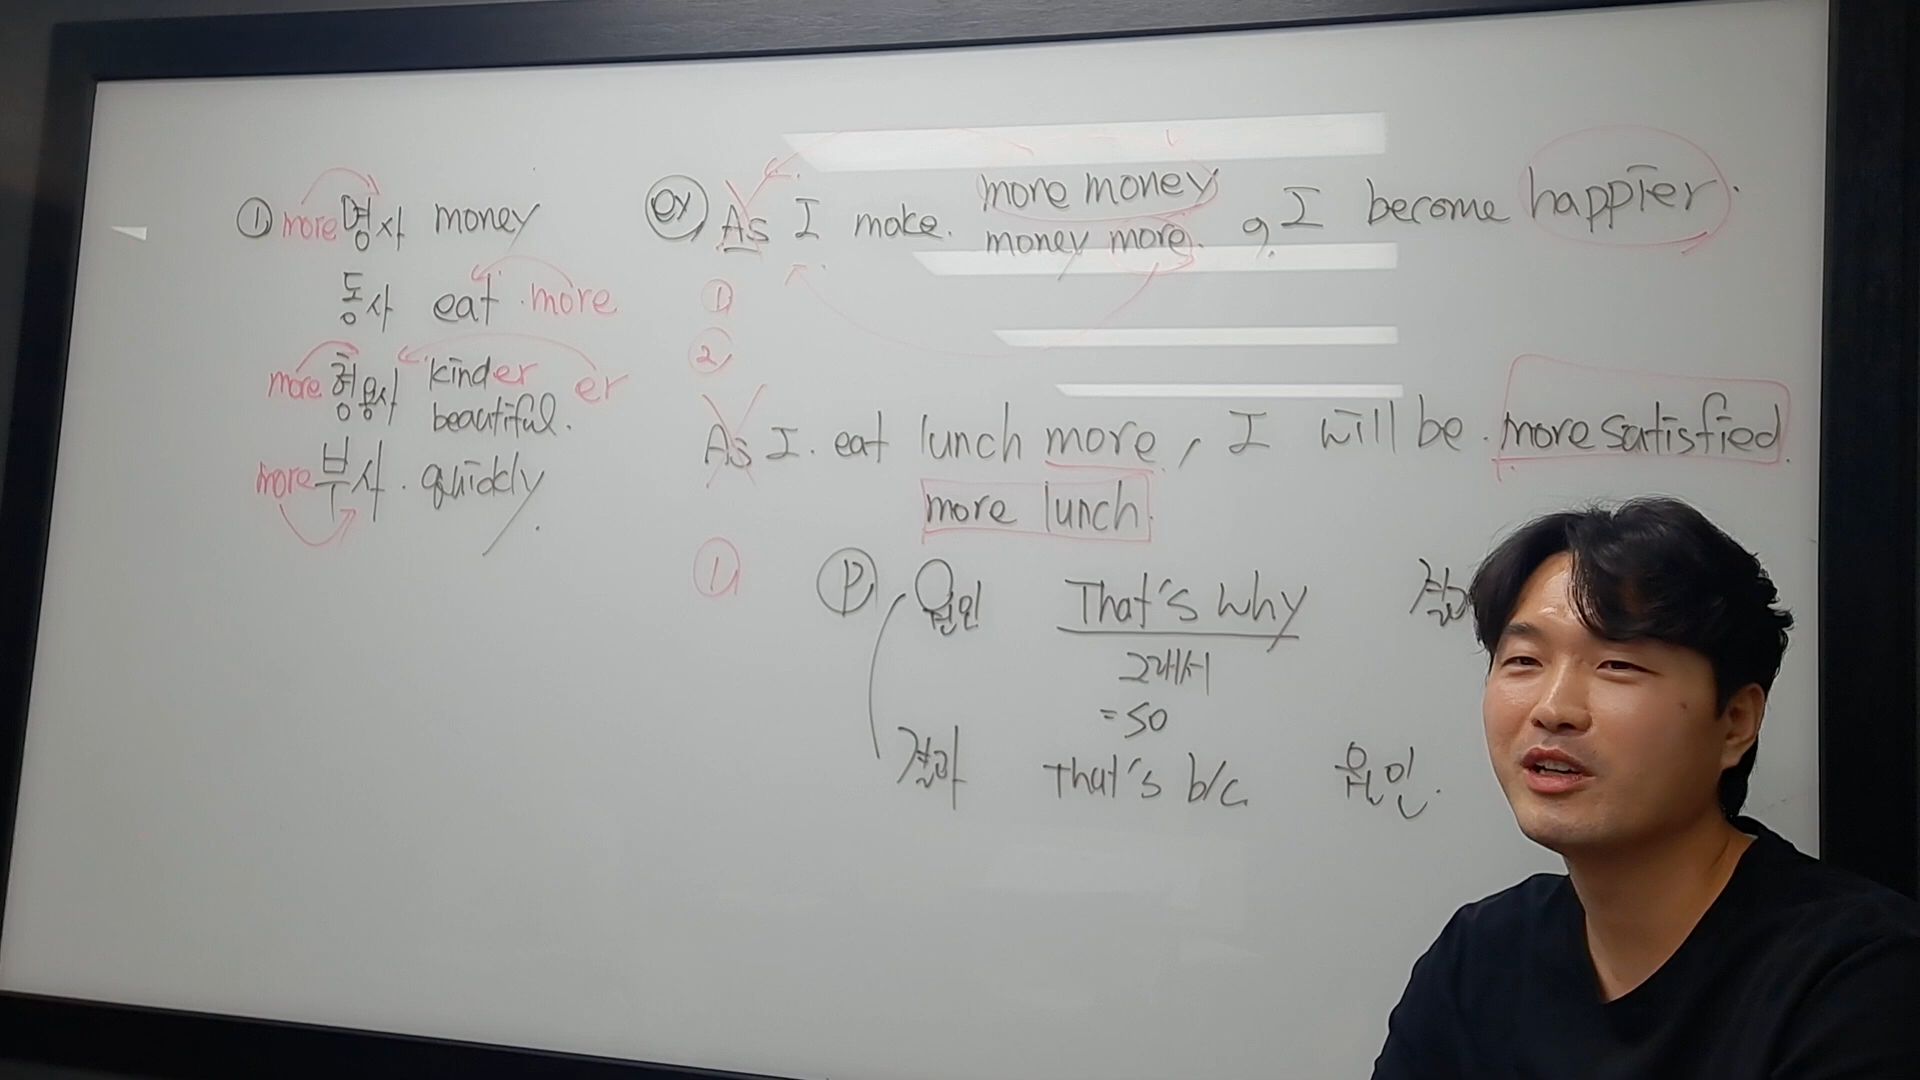 ① more 명사 money
동사 eat more
more 형용사 kinder er
beautiful.
more 부사. quickly
ex As I make. more money, I become happier.
money more.
①
②
As I. eat lunch more, I will be. more satisfied.
more lunch.
① P 원인 That's why 결과
그래서
= so
결과 That's b/c. 원인.